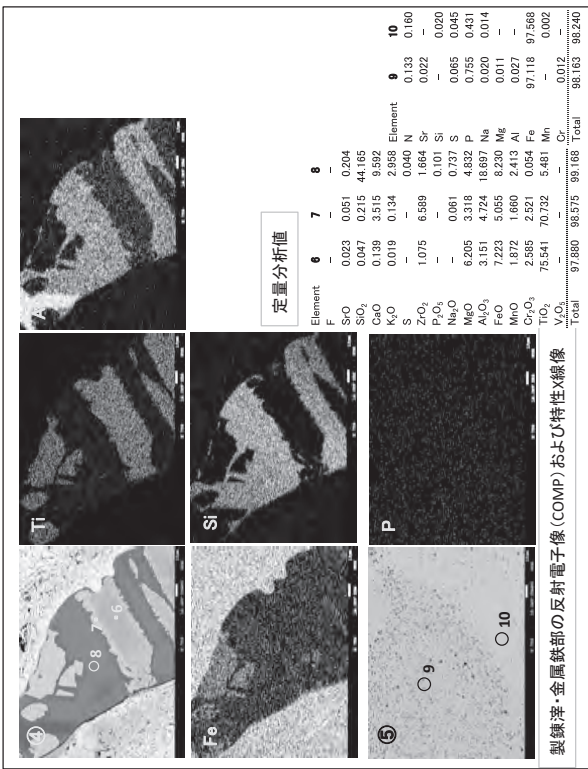 ④
7
·6
○8
Ti
A
Fe
Si
⑤
9
10
P
定量分析値
Element 6 7 8
F – – –
SrO 0.023 0.051 0.204
SiO₂ 0.047 0.215 44.165
CaO 0.139 3.515 9.592
K₂O 0.019 0.134 2.958
S – – 0.040
ZrO₂ 1.075 6.589 1.664
P₂O₅ – – 0.101
Na₂O – 0.061 0.737
MgO 6.205 3.318 4.832
Al₂O₃ 3.151 4.724 18.697
FeO 7.223 5.055 8.230
MnO 1.872 1.660 2.413
Cr₂O₃ 2.585 2.521 0.054
TiO₂ 75.541 70.732 5.481
V₂O₅ – – –
Total 97.880 98.575 99.168
Element 9 10
N 0.133 0.160
Sr 0.022 –
Si – 0.020
S 0.065 0.045
P 0.755 0.431
Na 0.020 0.014
Mg 0.011 –
Al 0.027 –
Fe 97.118 97.568
Mn – 0.002
Cr 0.012 –
Total 98.163 98.240
製錬滓・金属鉄部の反射電子像(COMP)および特性X線像